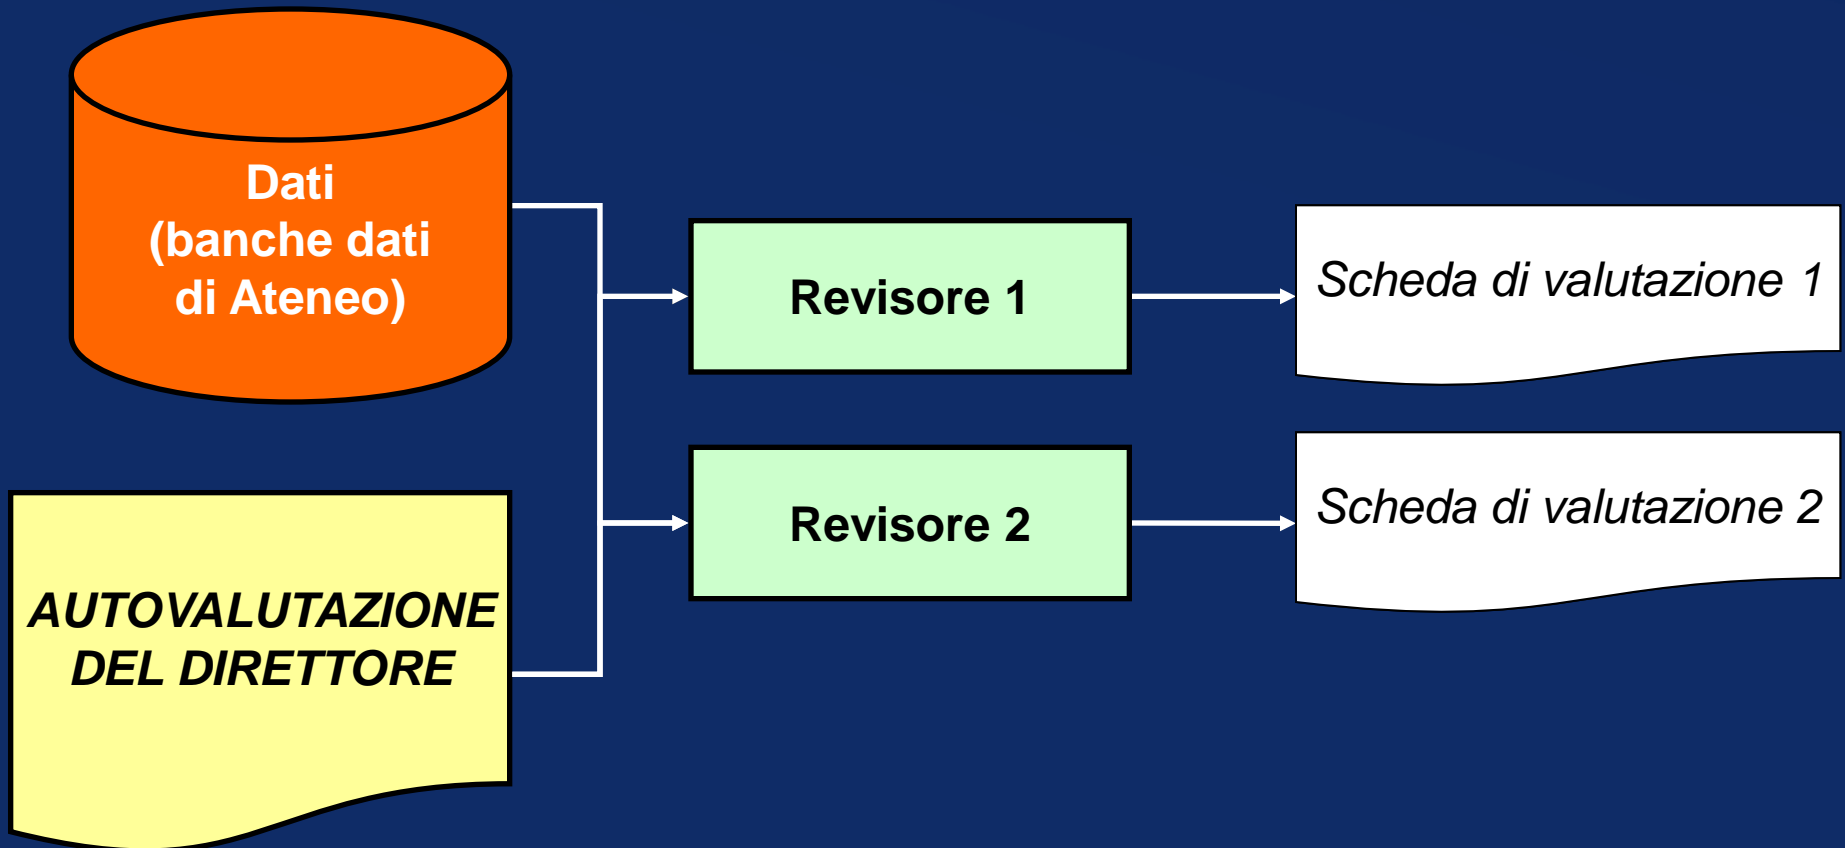 Dati
(banche dati
di Ateneo)
Revisore 1
Scheda di valutazione 1
Revisore 2
Scheda di valutazione 2
AUTOVALUTAZIONE
DEL DIRETTORE